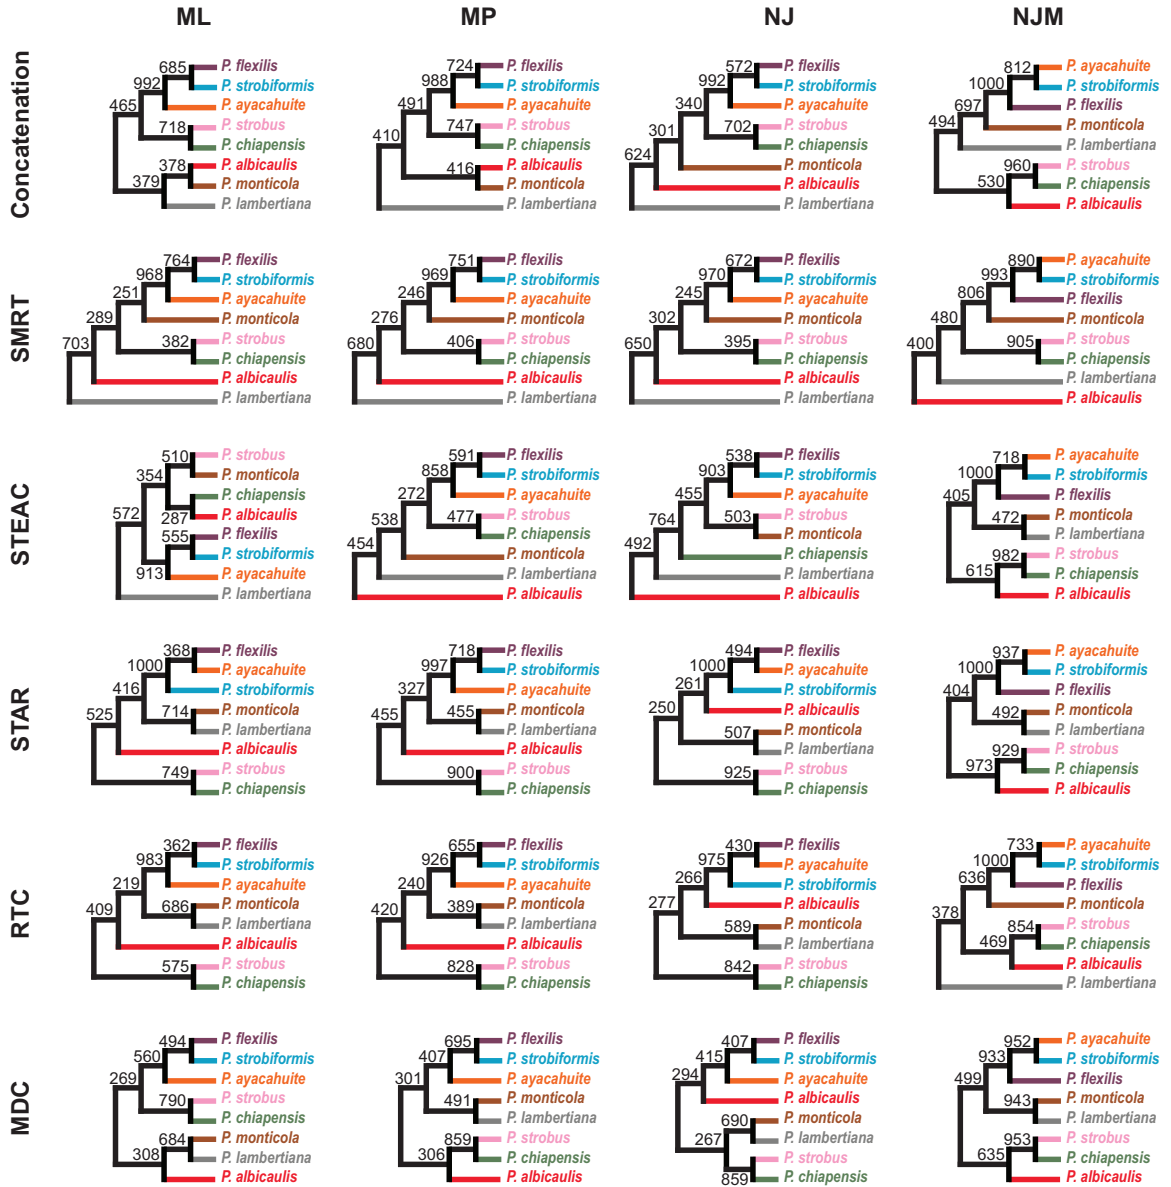 ML MP NJ NJM
Concatenation
685 P. flexilis
992 P. strobiformis
465 P. ayacahuite
718 P. strobus
P. chiapensis
378 P. albicaulis
379 P. monticola
P. lambertiana
724 P. flexilis
988 P. strobiformis
491 P. ayacahuite
747 P. strobus
410 P. chiapensis
416 P. albicaulis
P. monticola
P. lambertiana
572 P. flexilis
992 P. strobiformis
340 P. ayacahuite
301 702 P. strobus
P. chiapensis
624 P. monticola
P. albicaulis
P. lambertiana
812 P. ayacahuite
1000 P. strobiformis
697 P. flexilis
494 P. monticola
P. lambertiana
960 P. strobus
530 P. chiapensis
P. albicaulis
SMRT
764 P. flexilis
968 P. strobiformis
251 P. ayacahuite
289 P. monticola
703 382 P. strobus
P. chiapensis
P. albicaulis
P. lambertiana
751 P. flexilis
969 P. strobiformis
246 P. ayacahuite
276 P. monticola
680 406 P. strobus
P. chiapensis
P. albicaulis
P. lambertiana
672 P. flexilis
970 P. strobiformis
245 P. ayacahuite
302 P. monticola
650 395 P. strobus
P. chiapensis
P. albicaulis
P. lambertiana
890 P. ayacahuite
993 P. strobiformis
806 P. flexilis
480 P. monticola
400 905 P. strobus
P. chiapensis
P. lambertiana
P. albicaulis
STEAC
510 P. strobus
354 P. monticola
P. chiapensis
572 287 P. albicaulis
555 P. flexilis
P. strobiformis
913 P. ayacahuite
P. lambertiana
591 P. flexilis
858 P. strobiformis
272 P. ayacahuite
538 477 P. strobus
P. chiapensis
454 P. monticola
P. lambertiana
P. albicaulis
538 P. flexilis
903 P. strobiformis
455 P. ayacahuite
764 503 P. strobus
P. monticola
492 P. chiapensis
P. lambertiana
P. albicaulis
718 P. ayacahuite
1000 P. strobiformis
405 P. flexilis
472 P. monticola
P. lambertiana
982 P. strobus
615 P. chiapensis
P. albicaulis
STAR
368 P. flexilis
1000 P. ayacahuite
416 P. strobiformis
525 714 P. monticola
P. lambertiana
P. albicaulis
749 P. strobus
P. chiapensis
718 P. flexilis
997 P. strobiformis
327 P. ayacahuite
455 455 P. monticola
P. lambertiana
P. albicaulis
900 P. strobus
P. chiapensis
494 P. flexilis
1000 P. ayacahuite
261 P. strobiformis
250 P. albicaulis
507 P. monticola
P. lambertiana
925 P. strobus
P. chiapensis
937 P. ayacahuite
1000 P. strobiformis
404 P. flexilis
492 P. monticola
P. lambertiana
929 P. strobus
973 P. chiapensis
P. albicaulis
RTC
362 P. flexilis
983 P. strobiformis
219 P. ayacahuite
409 686 P. monticola
P. lambertiana
P. albicaulis
575 P. strobus
P. chiapensis
655 P. flexilis
926 P. strobiformis
240 P. ayacahuite
420 389 P. monticola
P. lambertiana
P. albicaulis
828 P. strobus
P. chiapensis
430 P. flexilis
975 P. ayacahuite
266 P. strobiformis
277 P. albicaulis
589 P. monticola
P. lambertiana
842 P. strobus
P. chiapensis
733 P. ayacahuite
1000 P. strobiformis
636 P. flexilis
378 P. monticola
854 P. strobus
469 P. chiapensis
P. albicaulis
P. lambertiana
MDC
494 P. flexilis
560 P. strobiformis
269 P. ayacahuite
790 P. strobus
P. chiapensis
684 P. monticola
308 P. lambertiana
P. albicaulis
695 P. flexilis
407 P. strobiformis
301 P. ayacahuite
491 P. monticola
P. lambertiana
859 P. strobus
306 P. chiapensis
P. albicaulis
407 P. flexilis
415 P. strobiformis
294 P. ayacahuite
P. albicaulis
690 P. monticola
267 P. lambertiana
P. strobus
859 P. chiapensis
952 P. ayacahuite
933 P. strobiformis
499 P. flexilis
943 P. monticola
P. lambertiana
953 P. strobus
635 P. chiapensis
P. albicaulis